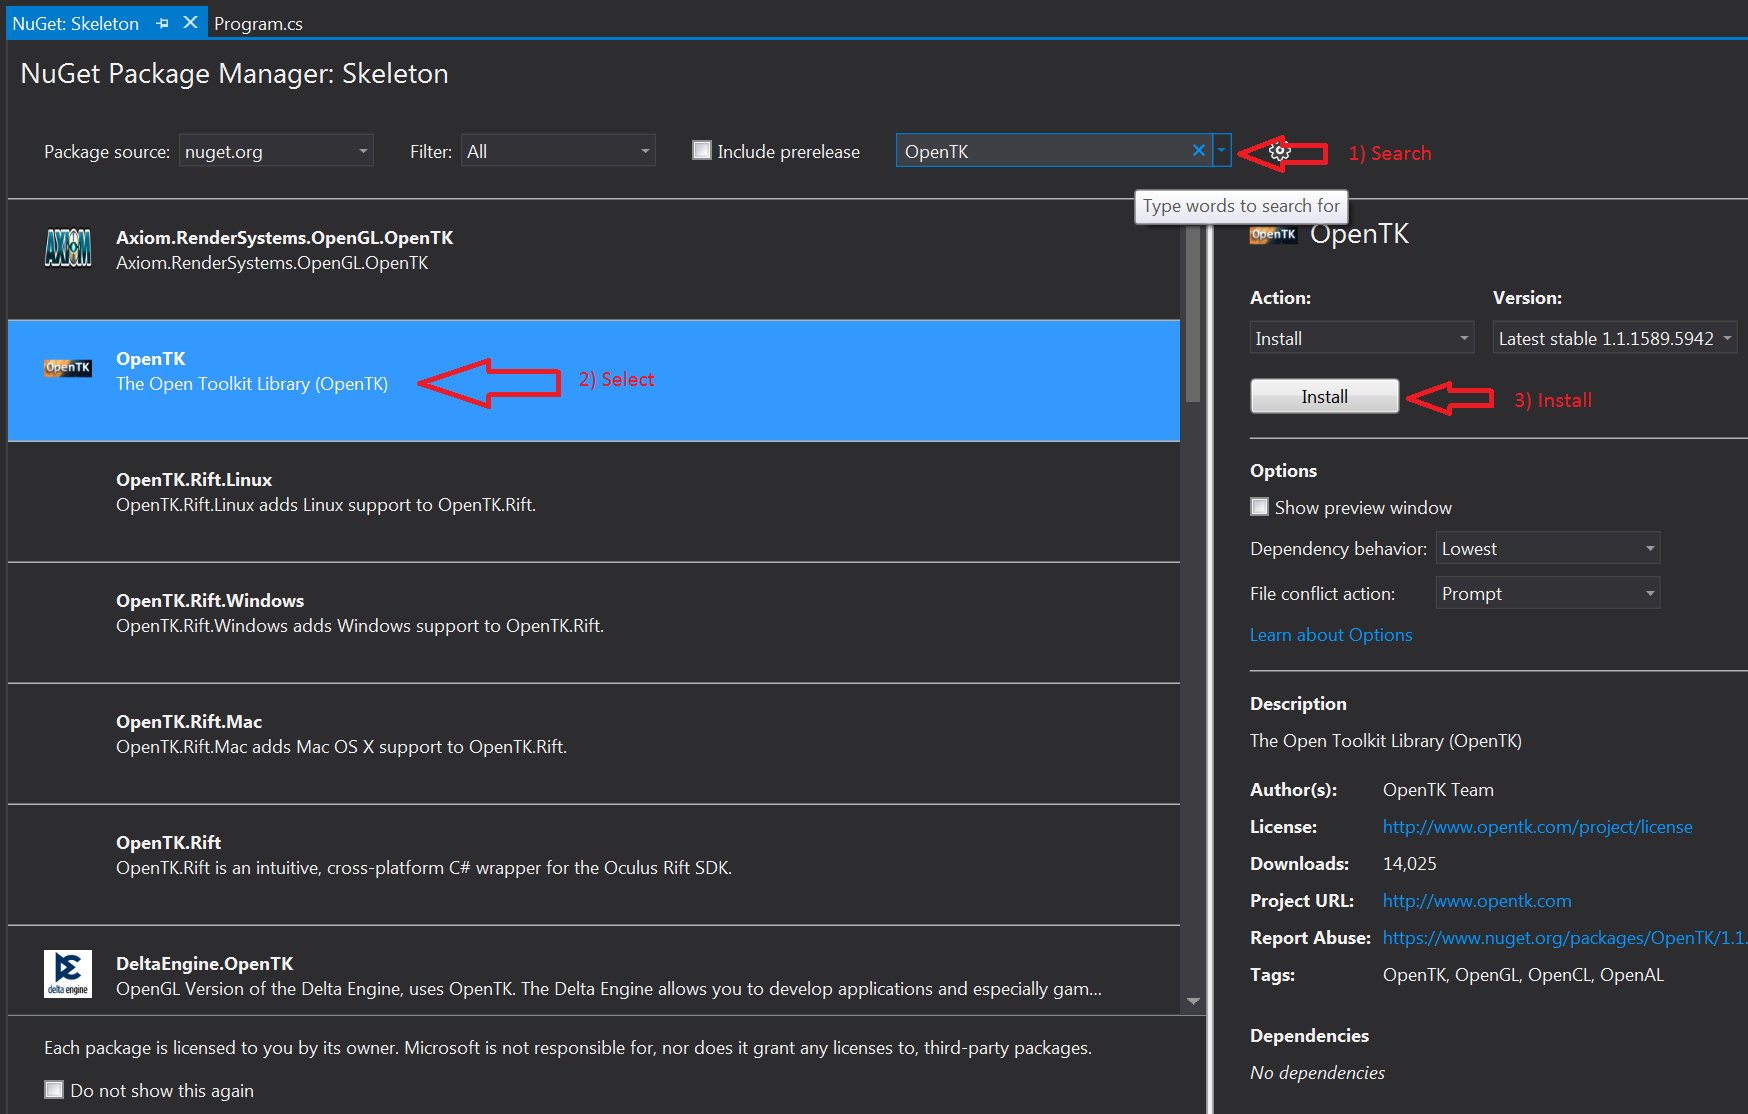 NuGet: Skeleton
Program.cs
NuGet Package Manager: Skeleton
Package source: nuget.org Filter: All Include prerelease OpenTK 1) Search
Type words to search for
AXIOM
Axiom.RenderSystems.OpenGL.OpenTK
Axiom.RenderSystems.OpenGL.OpenTK
OpenTK
OpenTK
The Open Toolkit Library (OpenTK)
2) Select
OpenTK.Rift.Linux
OpenTK.Rift.Linux adds Linux support to OpenTK.Rift.
OpenTK.Rift.Windows
OpenTK.Rift.Windows adds Windows support to OpenTK.Rift.
OpenTK.Rift.Mac
OpenTK.Rift.Mac adds Mac OS X support to OpenTK.Rift.
OpenTK.Rift
OpenTK.Rift is an intuitive, cross-platform C# wrapper for the Oculus Rift SDK.
delta engine
DeltaEngine.OpenTK
OpenGL Version of the Delta Engine, uses OpenTK. The Delta Engine allows you to develop applications and especially gam...
Each package is licensed to you by its owner. Microsoft is not responsible for, nor does it grant any licenses to, third-party packages.
Do not show this again
OpenTK OpenTK
Action: Version:
Install Latest stable 1.1.1589.5942
Install 3) Install
Options
Show preview window
Dependency behavior: Lowest
File conflict action: Prompt
Learn about Options
Description
The Open Toolkit Library (OpenTK)
Author(s): OpenTK Team
License: http://www.opentk.com/project/license
Downloads: 14,025
Project URL: http://www.opentk.com
Report Abuse: https://www.nuget.org/packages/OpenTK/1.1.
Tags: OpenTK, OpenGL, OpenCL, OpenAL
Dependencies
No dependencies